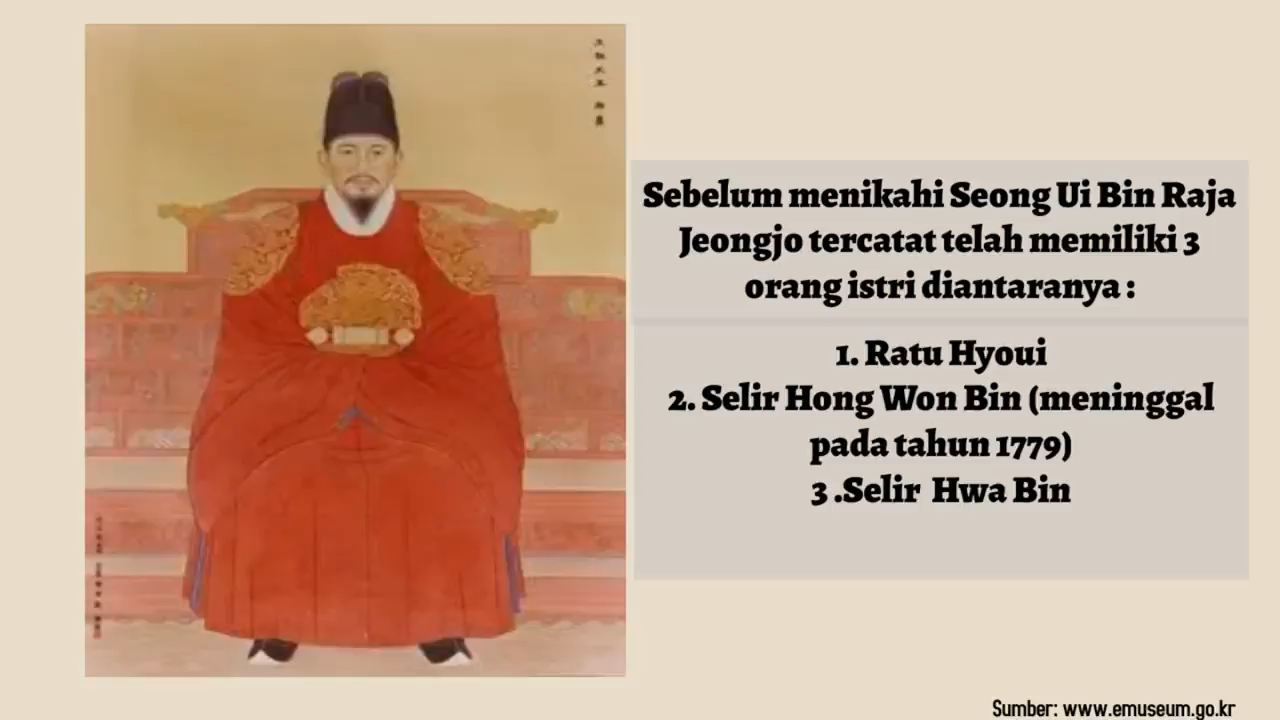 Sebelum menikahi Seong Ui Bin Raja
Jeongjo tercatat telah memiliki 3
orang istri diantaranya :
1. Ratu Hyoui
2. Selir Hong Won Bin (meninggal
pada tahun 1779)
3 .Selir Hwa Bin
Sumber: www.emuseum.go.kr